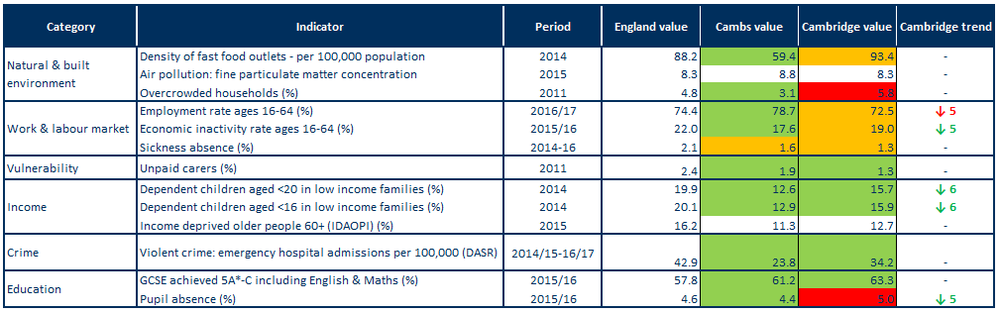 Category Indicator Period England value Cambs value Cambridge value Cambridge trend
Natural & built environment
Density of fast food outlets - per 100,000 population 2014 88.2 59.4 93.4 -
Air pollution: fine particulate matter concentration 2015 8.3 8.8 8.3 -
Overcrowded households (%) 2011 4.8 3.1 5.8 -
Work & labour market
Employment rate ages 16-64 (%) 2016/17 74.4 78.7 72.5 ↓ 5
Economic inactivity rate ages 16-64 (%) 2015/16 22.0 17.6 19.0 ↓ 5
Sickness absence (%) 2014-16 2.1 1.6 1.3 -
Vulnerability Unpaid carers (%) 2011 2.4 1.9 1.3 -
Income
Dependent children aged <20 in low income families (%) 2014 19.9 12.6 15.7 ↓ 6
Dependent children aged <16 in low income families (%) 2014 20.1 12.9 15.9 ↓ 6
Income deprived older people 60+ (IDAOPI) (%) 2015 16.2 11.3 12.7 -
Crime Violent crime: emergency hospital admissions per 100,000 (DASR) 2014/15-16/17 42.9 23.8 34.2 -
Education
GCSE achieved 5A*-C including English & Maths (%) 2015/16 57.8 61.2 63.3 -
Pupil absence (%) 2015/16 4.6 4.4 5.0 ↓ 5